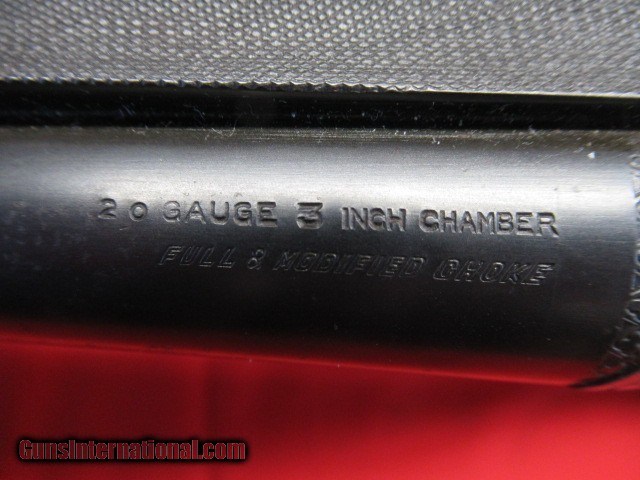 20 GAUGE 3 INCH CHAMBER
FULL & MODIFIED CHOKE
GunsInternational.com